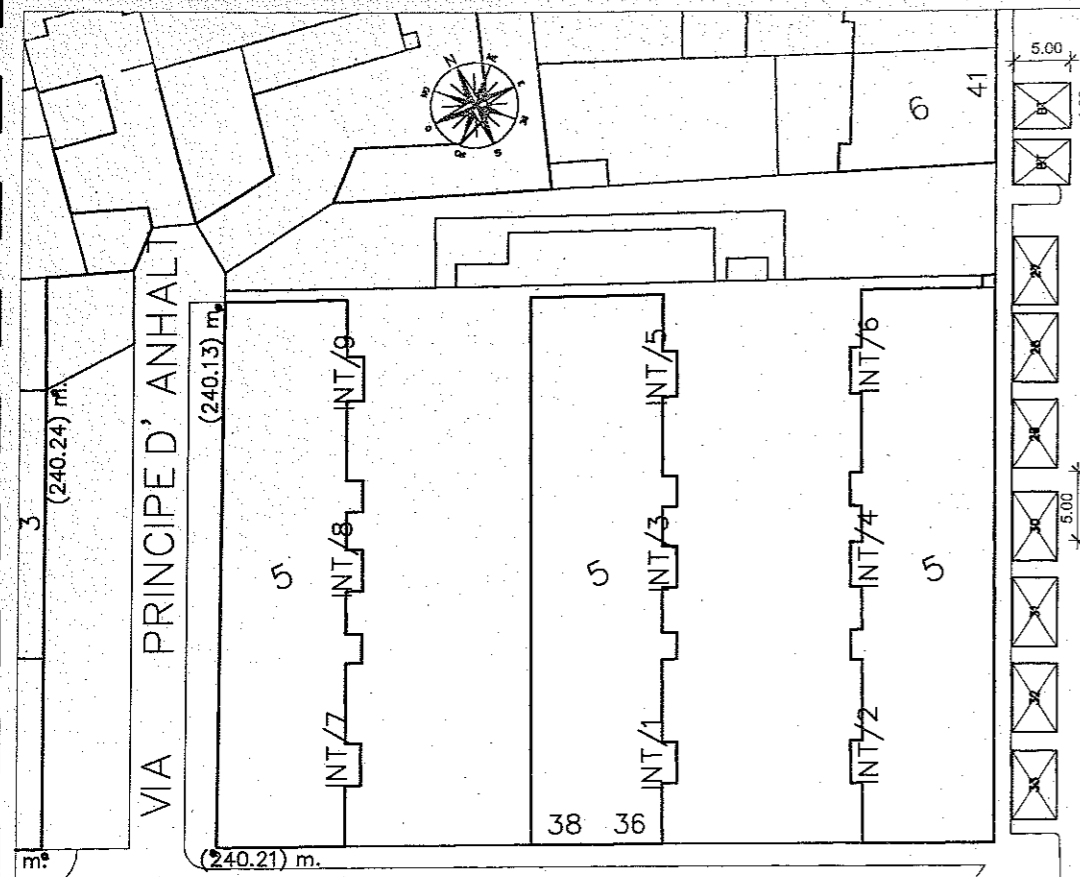 N
E
S
O
5.00
6
41
BT
BT
27
28
29
30
31
32
33
5.00
3
(240.24) m.
VIA PRINCIPE D' ANHALT
(240.13) m.
INT/9
INT/5
INT/6
INT/8
INT/3
INT/4
5
5
5
INT/7
INT/1
INT/2
38 36
m.
(240.21) m.